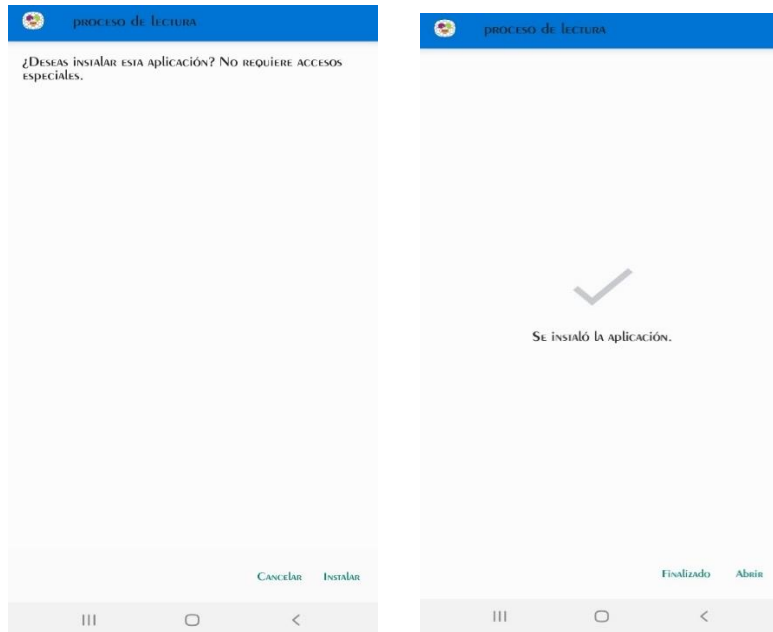 proceso de lectura
¿Deseas instalar esta aplicación? No requiere accesos
especiales.
Cancelar Instalar
proceso de lectura
Se instaló la aplicación.
Finalizado Abrir